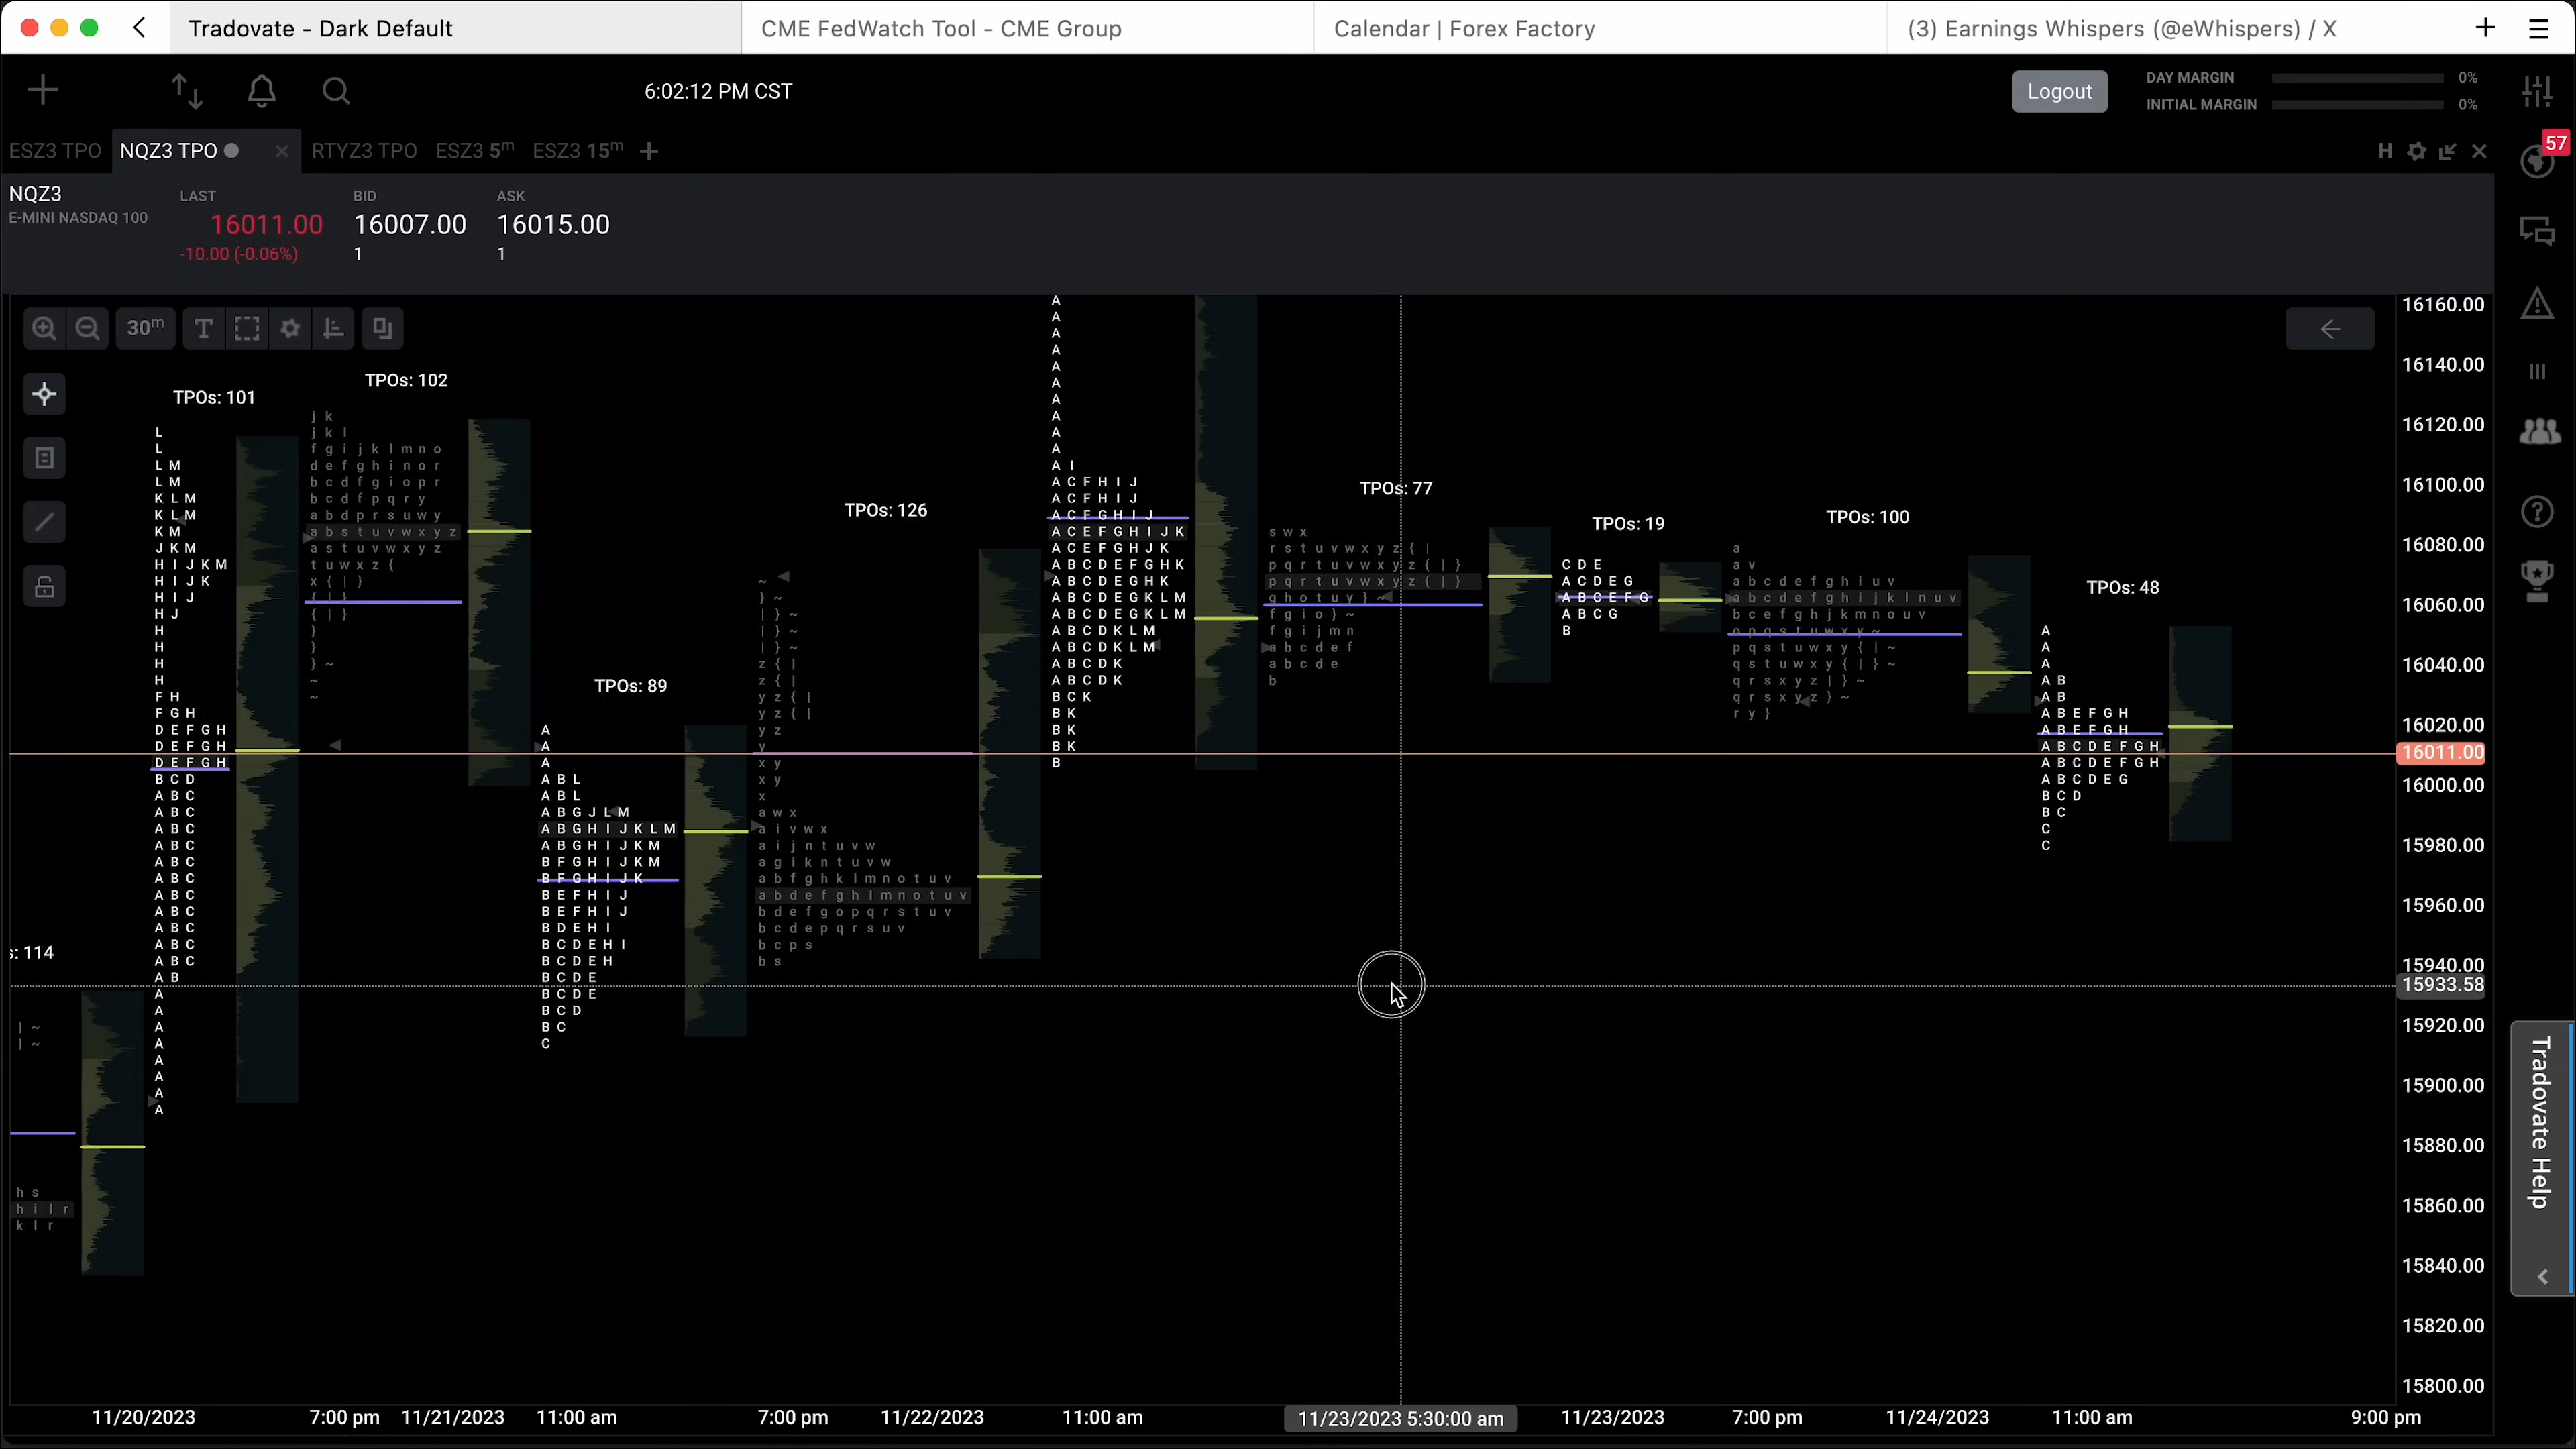 Tradovate - Dark Default
CME FedWatch Tool - CME Group
Calendar | Forex Factory
(3) Earnings Whispers (@eWhispers) / X
6:02:12 PM CST
Logout
DAY MARGIN 0%
INITIAL MARGIN 0%
57
ESZ3 TPO
NQZ3 TPO
RTYZ3 TPO
ESZ3 5m
ESZ3 15m
H
NQZ3
E-MINI NASDAQ 100
LAST
16011.00
-10.00 (-0.06%)
BID
16007.00
1
ASK
16015.00
1
30m
T
s: 114
| ~
| ~
h s
h i l r
k l r
TPOs: 101
L
L
L M
L M
K L M
K L M
K M
J K M
H I J K M
H I J K
H I J
H J
H
H
H
H
F H
F G H
D E F G H
D E F G H
D E F G H
B C D
A B C
A B C
A B C
A B C
A B C
A B C
A B C
A B C
A B C
A B C
A B C
A B
A
A
A
A
A
A
A
A
TPOs: 102
j k
j k l
f g i j k l m n o
d e f g h i n o r
b c d f g i o p r
b c d f p q r y
a b d p r s u w y
a b s t u v w x y z
a s t u v w x y z
t u w x z {
x { | }
{ | }
{ | }
}
}
} ~
~
~
TPOs: 89
A
A
A
A B L
A B L
A B G J L M
A B G H I J K L M
A B G H I J K M
B F G H I J K M
B F G H I J K
B E F H I J
B E F H I J
B D E H I
B C D E H I
B C D E H
B C D E
B C D E
B C D
B C
C
TPOs: 126
~
} ~
| } ~
| } ~
| } ~
z { |
z { |
y z { |
y z { |
y z
y
x y
x y
x
a w x
a i v w x
a i j n t u v w
a g i k n t u v w
a b f g h k l m n o t u v
a b d e f g h l m n o t u v
b d e f g o p q r s t u v
b c d e p q r s u v
b c p s
b s
A
A
A
A
A
A
A
A
A
A
A I
A C F H I J
A C F H I J
A C F G H I J
A C E F G H I J K
A C E F G H J K
A B C D E F G H K
A B C D E G H K
A B C D E G K L M
A B C D E G K L M
A B C D K L M
A B C D K L M
A B C D K
A B C D K
B C K
B K
B K
B K
B
TPOs: 77
s w x
r s t u v w x y z { |
p q r t u v w x y z { | }
p q r t u v w x y z { | }
g h o t u v } ~
f g i o } ~
f g i j m n
a b c d e f
a b c d e
b
TPOs: 19
C D E
A C D E G
A B C E F G
A B C G
B
TPOs: 100
a
a v
a b c d e f g h i u v
a b c d e f g h i j k l n u v
b c e f g h j k m n o u v
o p q s t u w x y ~
p q s t u w x y { | ~
q s t u w x y { | } ~
q r s x y z | } ~
q r s x y z } ~
r y }
TPOs: 48
A
A
A
A B
A B
A B E F G H
A B E F G H
A B C D E F G H
A B C D E F G H
A B C D E G
B C D
B C
C
C
16160.00
16140.00
16120.00
16100.00
16080.00
16060.00
16040.00
16020.00
16011.00
16000.00
15980.00
15960.00
15940.00
15933.58
15920.00
15900.00
15880.00
15860.00
15840.00
15820.00
15800.00
Tradovate Help
11/20/2023 7:00 pm 11/21/2023 11:00 am 7:00 pm 11/22/2023 11:00 am 11/23/2023 5:30:00 am 11/23/2023 7:00 pm 11/24/2023 11:00 am 9:00 pm